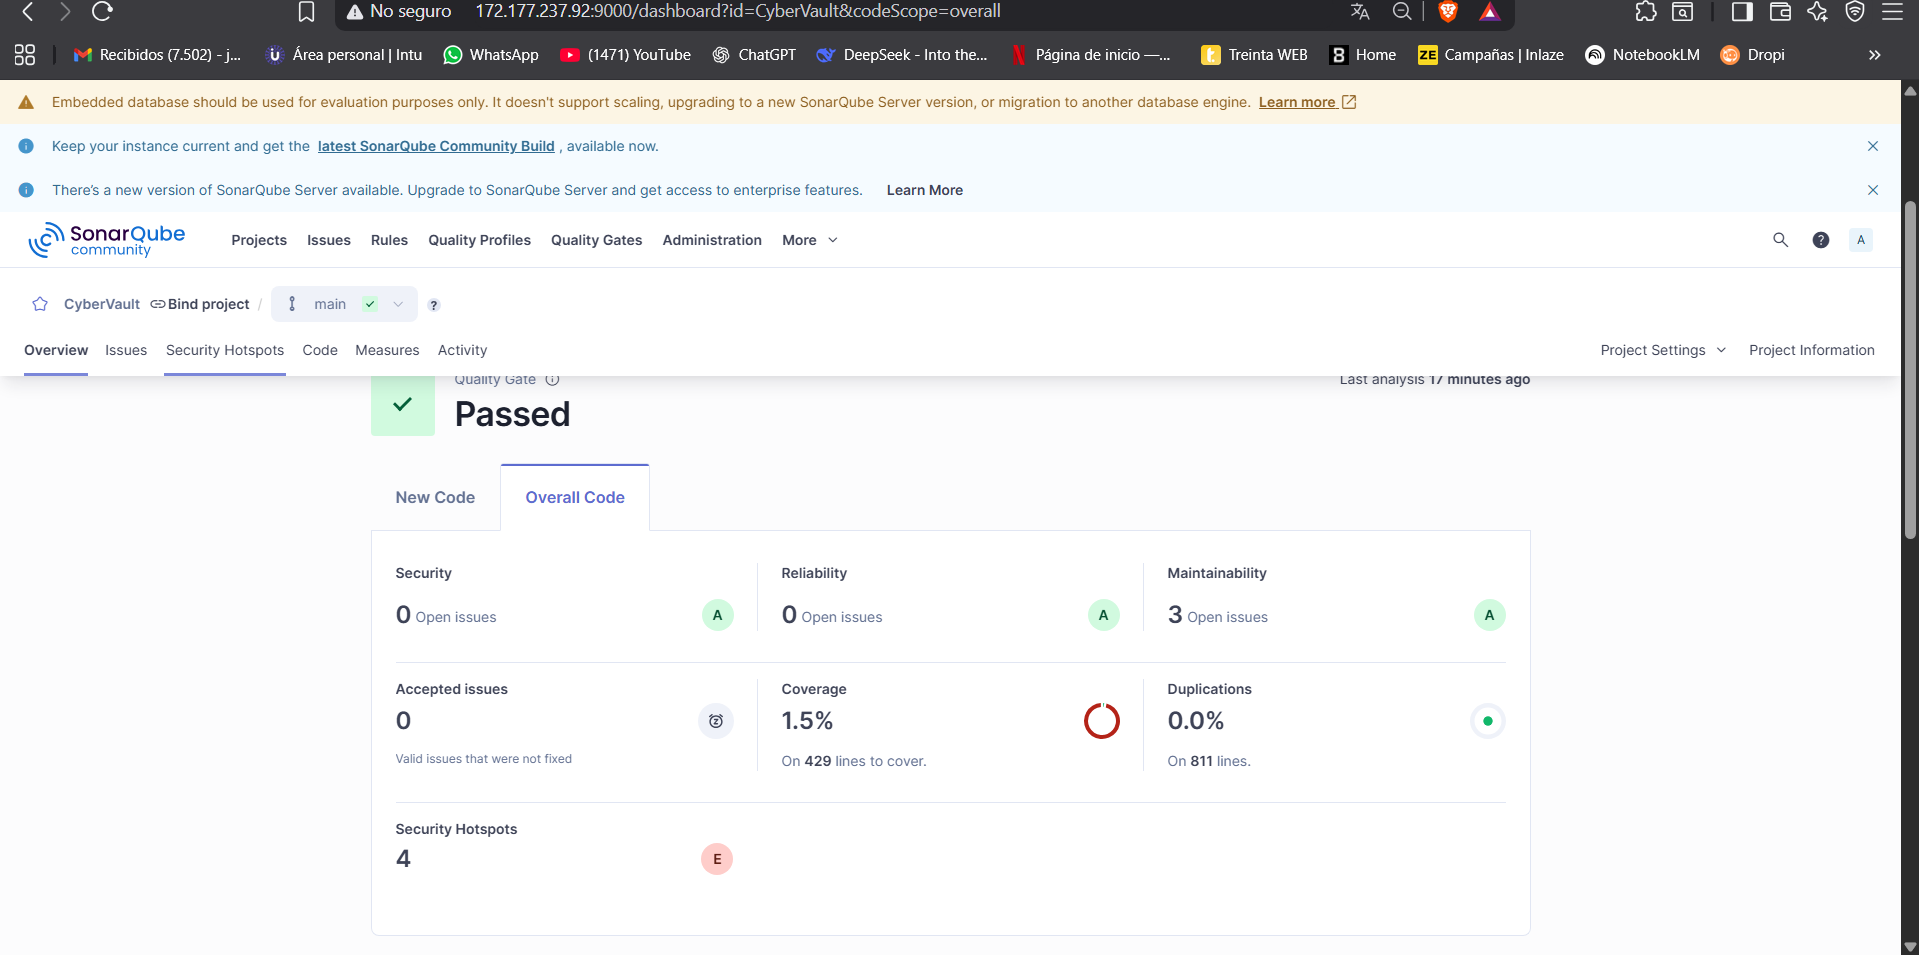 No seguro 172.177.237.92:9000/dashboard?id=CyberVault&codeScope=overall
Recibidos (7.502) - j... Área personal | Intu WhatsApp (1471) YouTube ChatGPT DeepSeek - Into the... Página de inicio —... Treinta WEB Home ZE Campañas | Inlaze NotebookLM Dropi
Embedded database should be used for evaluation purposes only. It doesn't support scaling, upgrading to a new SonarQube Server version, or migration to another database engine. Learn more
Keep your instance current and get the latest SonarQube Community Build , available now.
There's a new version of SonarQube Server available. Upgrade to SonarQube Server and get access to enterprise features. Learn More
SonarQube community Projects Issues Rules Quality Profiles Quality Gates Administration More ? A
CyberVault Bind project / main ?
Overview Issues Security Hotspots Code Measures Activity Project Settings Project Information
Quality Gate Last analysis 17 minutes ago
Passed
New Code Overall Code
Security Reliability Maintainability
0 Open issues A 0 Open issues A 3 Open issues A
Accepted issues Coverage Duplications
0 1.5% 0.0%
Valid issues that were not fixed On 429 lines to cover. On 811 lines.
Security Hotspots
4 E